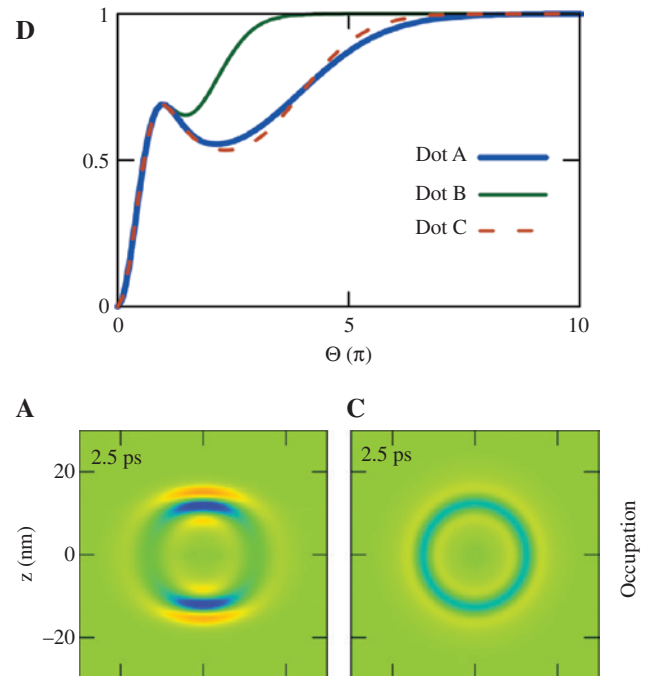 D
1
0.5
0
Dot A
Dot B
Dot C
0 5 10
Θ (π)
A C
2.5 ps 2.5 ps
20
0
–20
z (nm)
Occupation